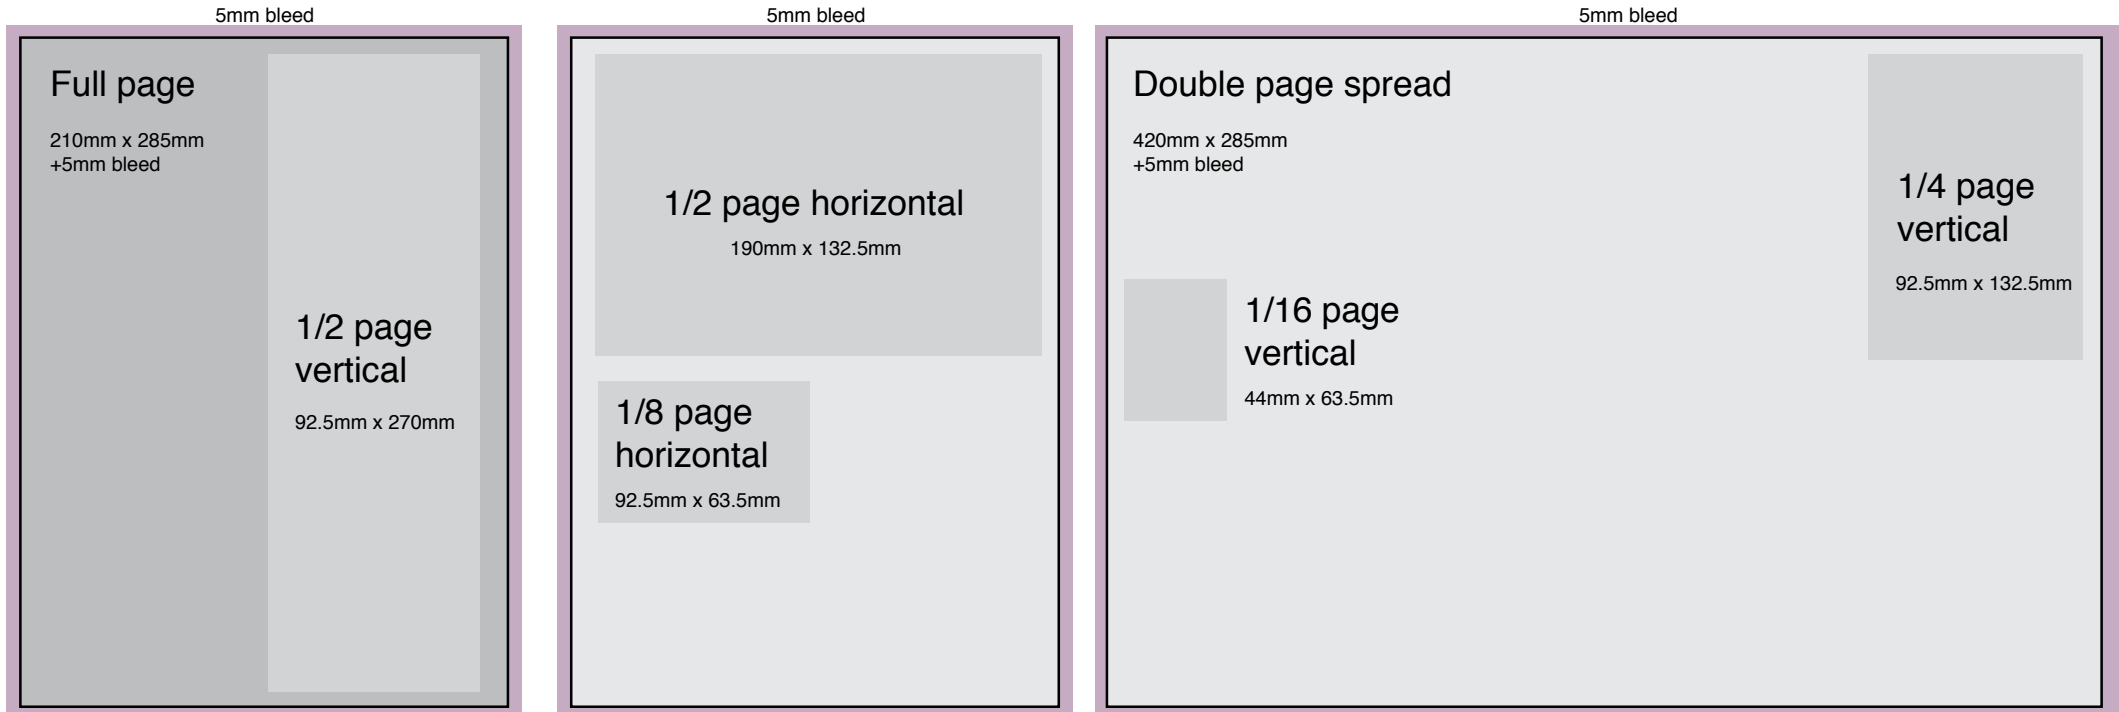 5mm bleed
Full page
210mm x 285mm
+5mm bleed
1/2 page
vertical
92.5mm x 270mm
5mm bleed
1/2 page horizontal
190mm x 132.5mm
1/8 page
horizontal
92.5mm x 63.5mm
5mm bleed
Double page spread
420mm x 285mm
+5mm bleed
1/16 page
vertical
44mm x 63.5mm
1/4 page
vertical
92.5mm x 132.5mm